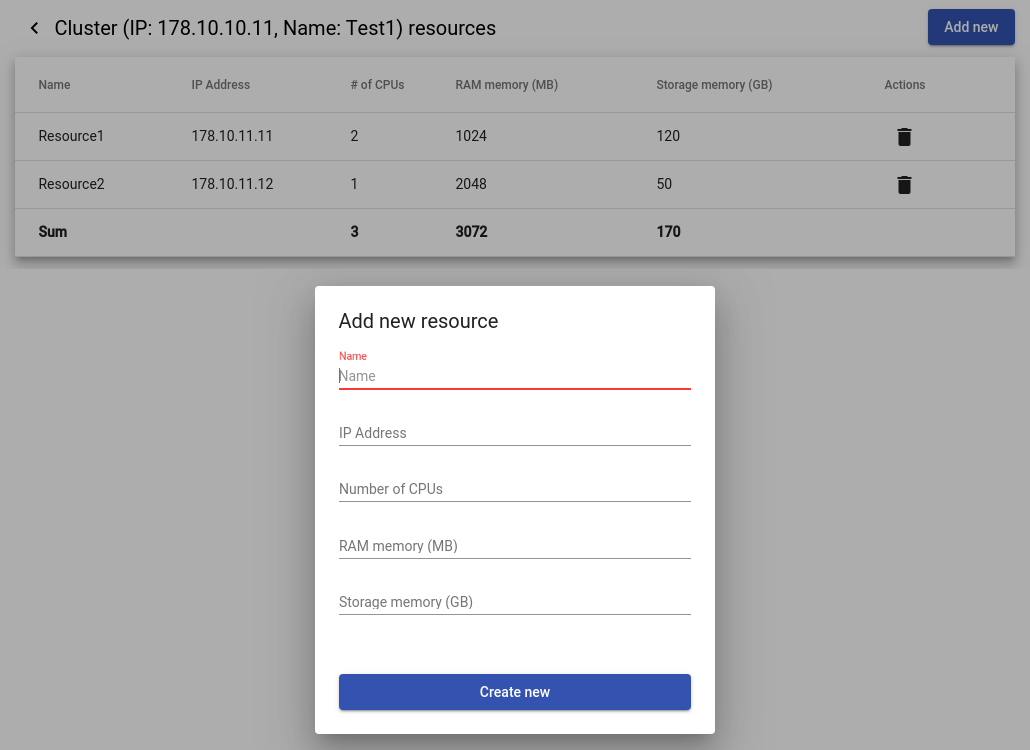 Cluster (IP: 178.10.10.11, Name: Test1) resources
Add new
Name IP Address # of CPUs RAM memory (MB) Storage memory (GB) Actions
Resource1 178.10.11.11 2 1024 120
Resource2 178.10.11.12 1 2048 50
Sum 3 3072 170
Add new resource
Name
Name
IP Address
Number of CPUs
RAM memory (MB)
Storage memory (GB)
Create new